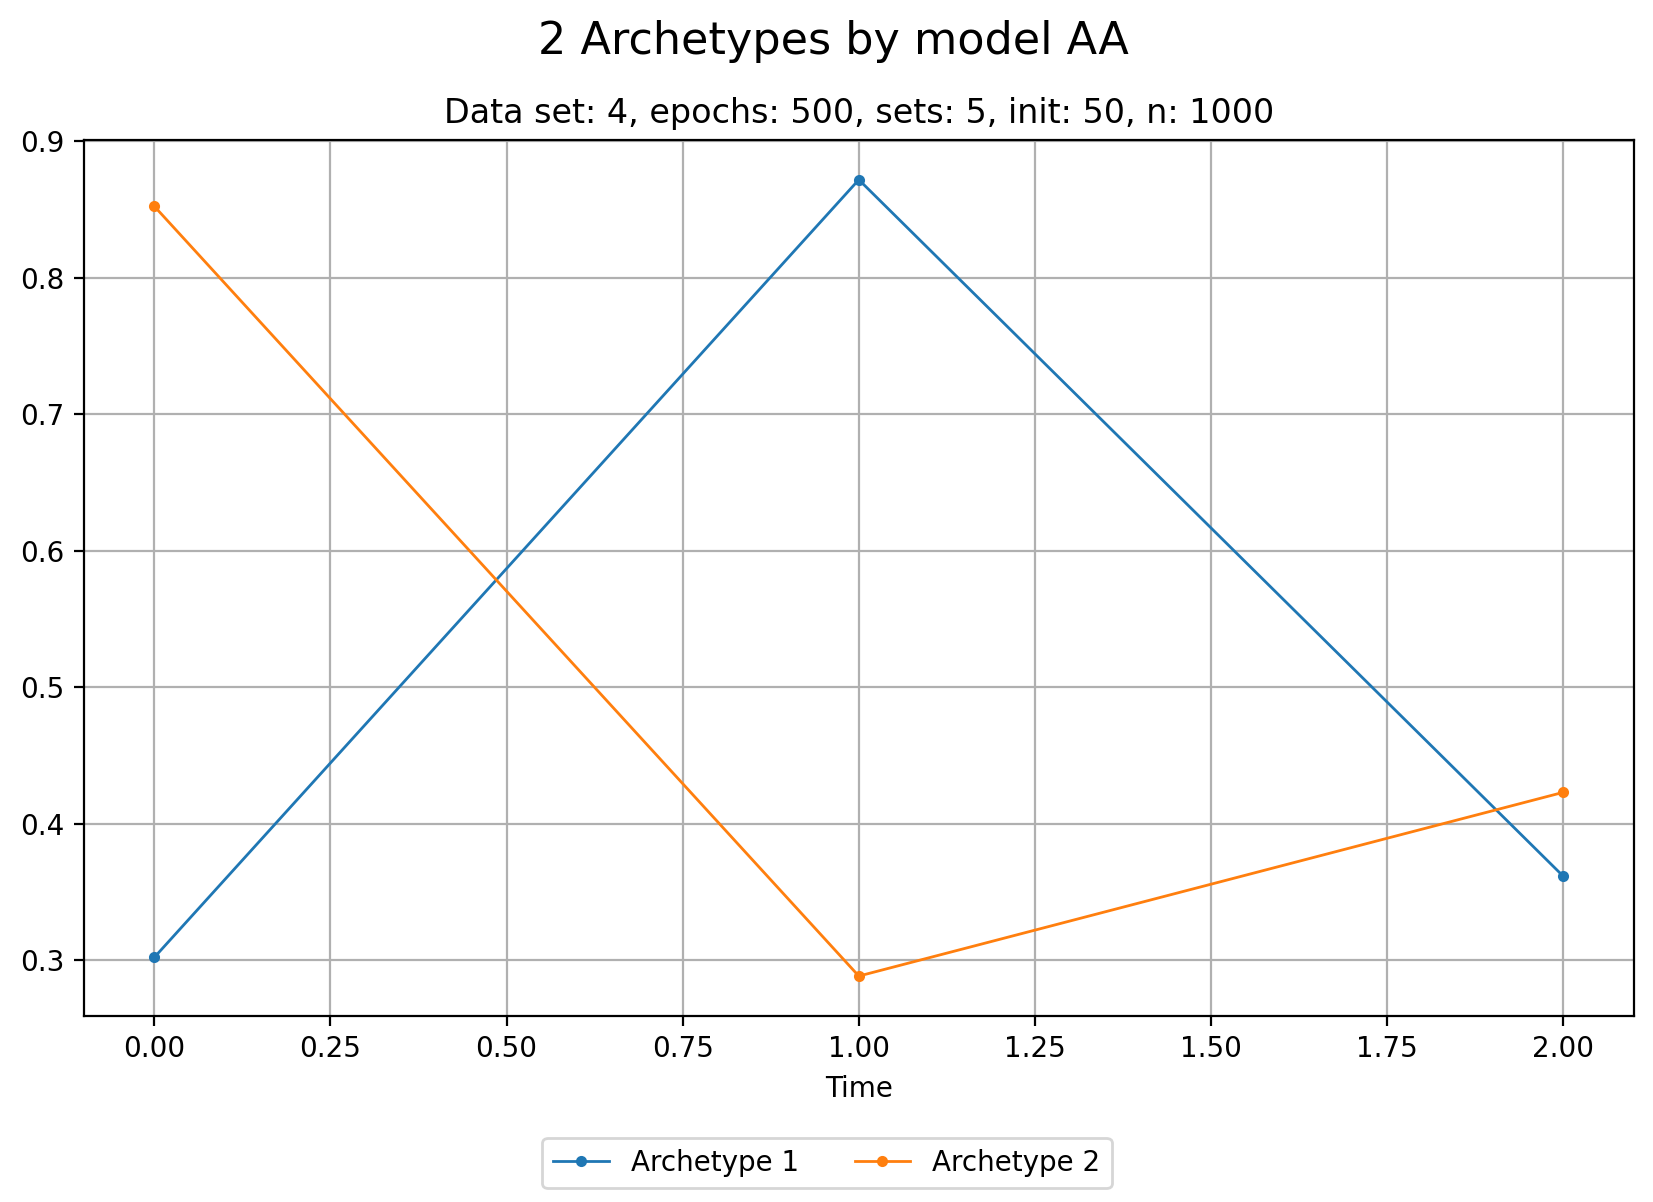 2 Archetypes by model AA
Data set: 4, epochs: 500, sets: 5, init: 50, n: 1000
0.9
0.8
0.7
0.6
0.5
0.4
0.3
0.00 0.25 0.50 0.75 1.00 1.25 1.50 1.75 2.00
Time
Archetype 1 Archetype 2